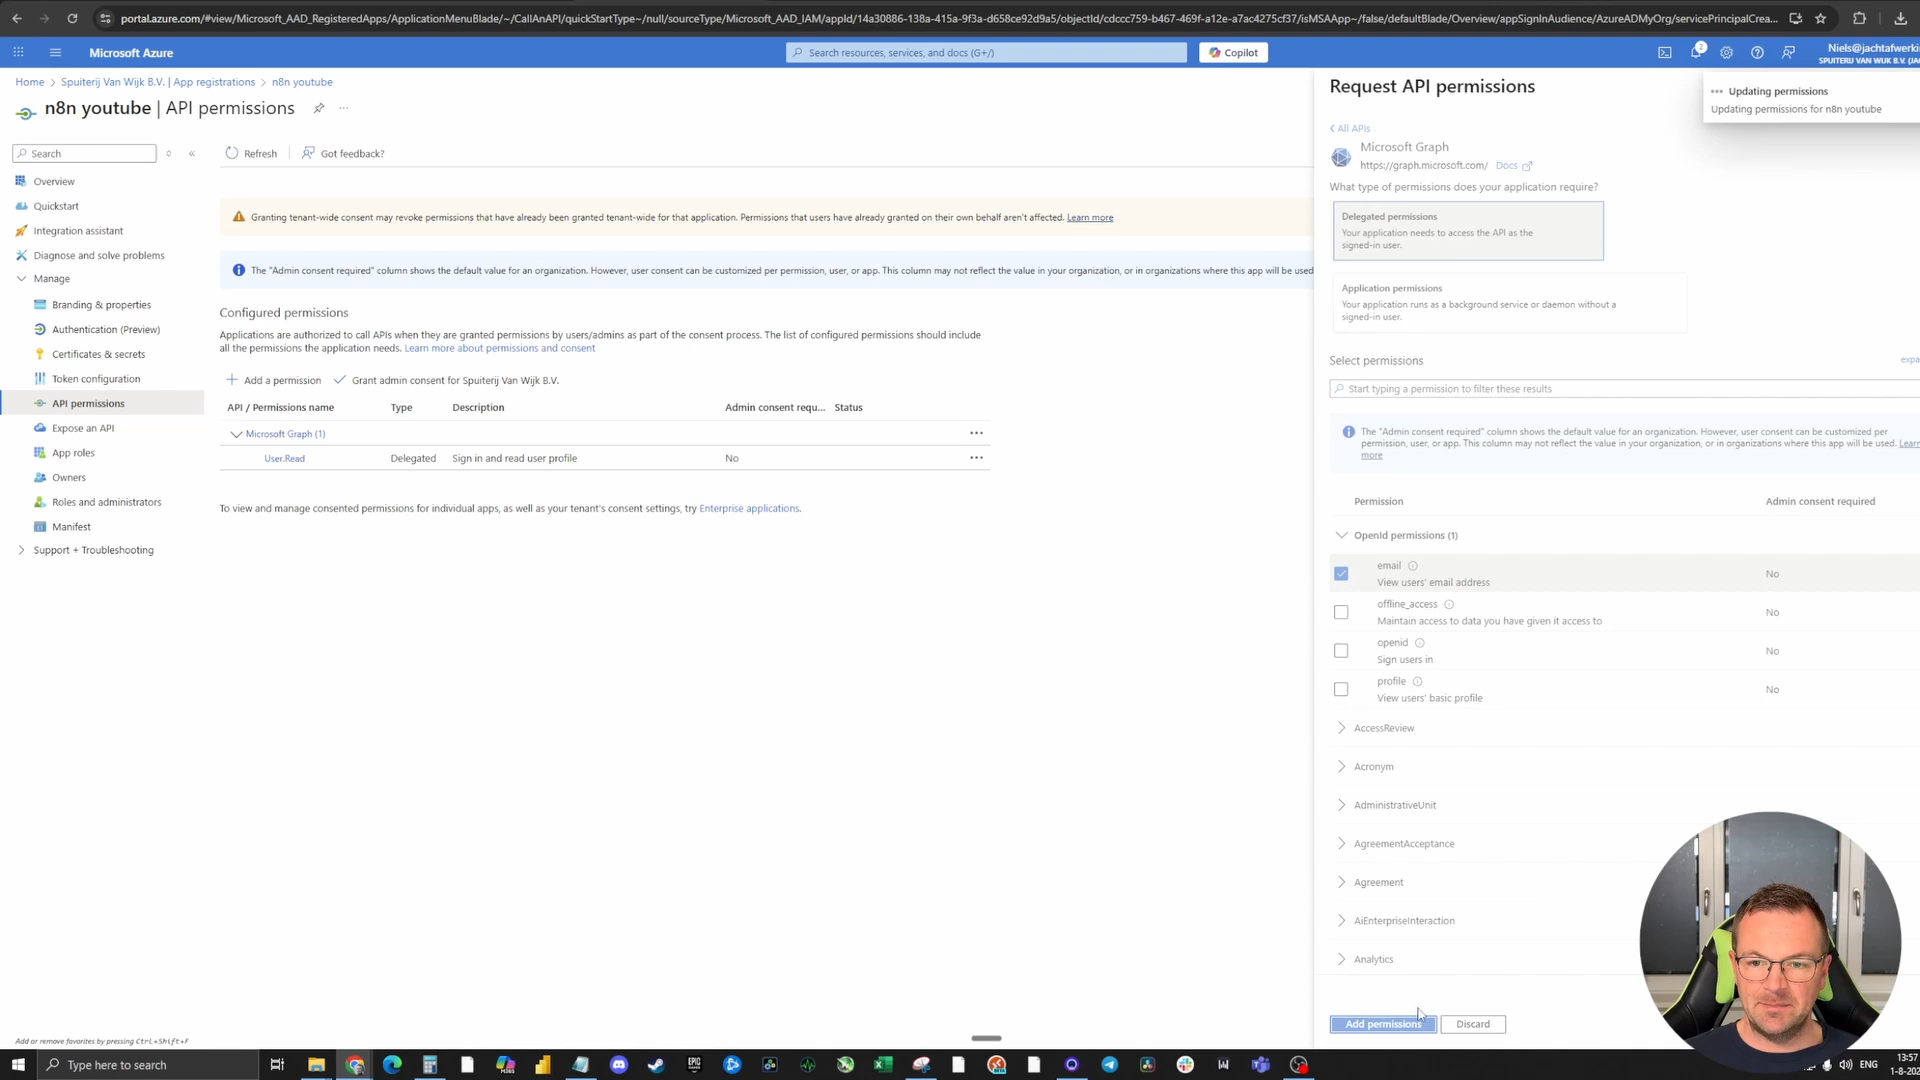 portal.azure.com/#view/Microsoft_AAD_RegisteredApps/ApplicationMenuBlade/~/CallAnAPI/quickStartType~/null/sourceType/Microsoft_AAD_IAM/appId/14a30886-138a-415a-9f3a-d658ce92d9a5/objectId/cdccc759-b467-469f-a12e-a7ac4275cf37/isMSAApp~/false/defaultBlade/Overview/appSignInAudience/AzureADMyOrg/servicePrincipalCrea...
Microsoft Azure
Search resources, services, and docs (G+/)
Copilot
2
Niels@jachtafwerki
SPUITERIJ VAN WIJK B.V. (JA
Home > Spuiterij Van Wijk B.V. | App registrations > n8n youtube
n8n youtube | API permissions
Search
Refresh
Got feedback?
Overview
Quickstart
Integration assistant
Diagnose and solve problems
Manage
Branding & properties
Authentication (Preview)
Certificates & secrets
Token configuration
API permissions
Expose an API
App roles
Owners
Roles and administrators
Manifest
Support + Troubleshooting
Add or remove favorites by pressing Ctrl+Shift+F
Granting tenant-wide consent may revoke permissions that have already been granted tenant-wide for that application. Permissions that users have already granted on their own behalf aren't affected. Learn more
The "Admin consent required" column shows the default value for an organization. However, user consent can be customized per permission, user, or app. This column may not reflect the value in your organization, or in organizations where this app will be used
Configured permissions
Applications are authorized to call APIs when they are granted permissions by users/admins as part of the consent process. The list of configured permissions should include
all the permissions the application needs. Learn more about permissions and consent
Add a permission
Grant admin consent for Spuiterij Van Wijk B.V.
API / Permissions name Type Description Admin consent requ... Status
Microsoft Graph (1)
User.Read Delegated Sign in and read user profile No
To view and manage consented permissions for individual apps, as well as your tenant's consent settings, try Enterprise applications.
Request API permissions
Updating permissions
Updating permissions for n8n youtube
All APIs
Microsoft Graph
https://graph.microsoft.com/ Docs
What type of permissions does your application require?
Delegated permissions
Your application needs to access the API as the
signed-in user.
Application permissions
Your application runs as a background service or daemon without a
signed-in user.
Select permissions
expa
Start typing a permission to filter these results
The "Admin consent required" column shows the default value for an organization. However, user consent can be customized per
permission, user, or app. This column may not reflect the value in your organization, or in organizations where this app will be used. Learn
more
Permission Admin consent required
OpenId permissions (1)
email
View users' email address
No
offline_access
Maintain access to data you have given it access to
No
openid
Sign users in
No
profile
View users' basic profile
No
AccessReview
Acronym
AdministrativeUnit
AgreementAcceptance
Agreement
AiEnterpriseInteraction
Analytics
Add permissions
Discard
Type here to search
ENG
13:57
1-8-202